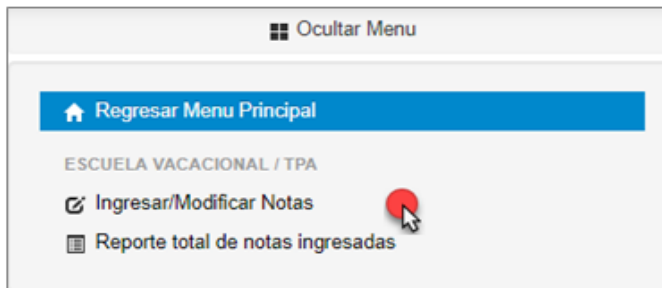 Ocultar Menu
Regresar Menu Principal
ESCUELA VACACIONAL / TPA
Ingresar/Modificar Notas
Reporte total de notas ingresadas